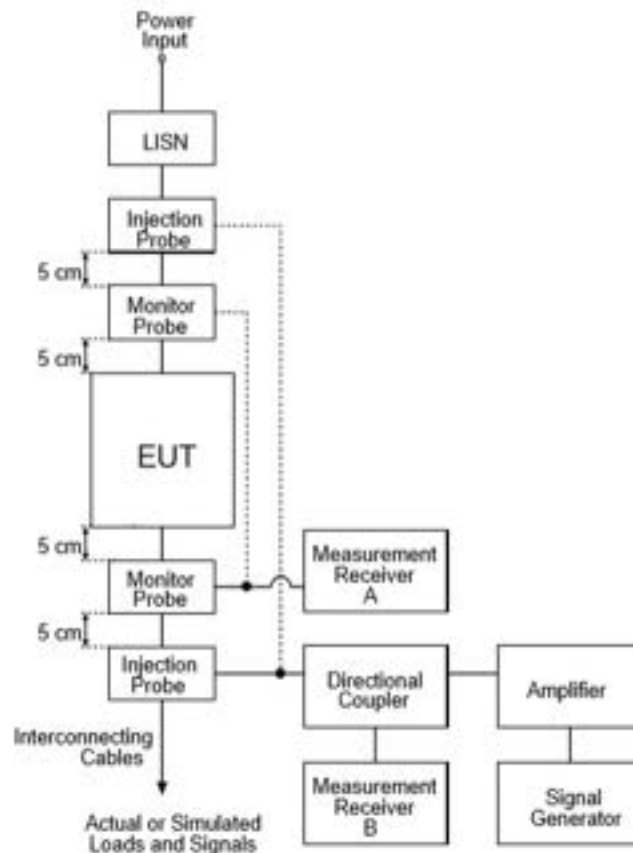 Power
Input
LISN
Injection
Probe
5 cm
Monitor
Probe
5 cm
EUT
5 cm
Monitor
Probe
Measurement
Receiver
A
5 cm
Injection
Probe
Directional
Coupler
Amplifier
Interconnecting
Cables
Measurement
Receiver
B
Signal
Generator
Actual or Simulated
Loads and Signals